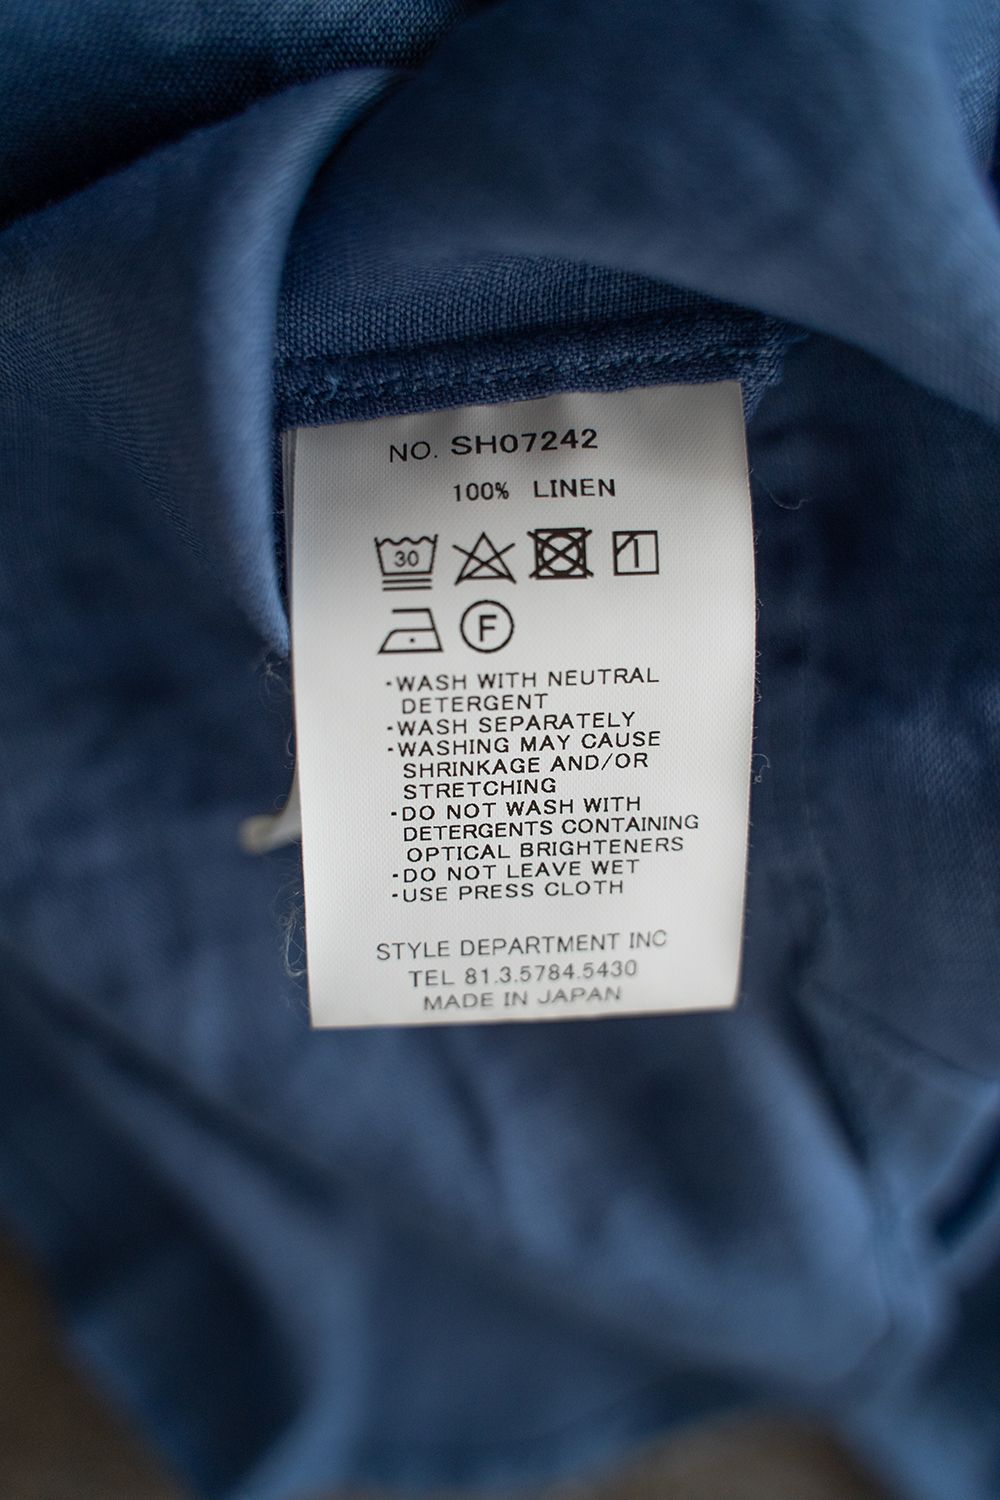 NO. SH07242
100% LINEN
30
F
·WASH WITH NEUTRAL
DETERGENT
·WASH SEPARATELY
·WASHING MAY CAUSE
SHRINKAGE AND/OR
STRETCHING
·DO NOT WASH WITH
DETERGENTS CONTAINING
OPTICAL BRIGHTENERS
·DO NOT LEAVE WET
·USE PRESS CLOTH
STYLE DEPARTMENT INC
TEL 81.3.5784.5430
MADE IN JAPAN